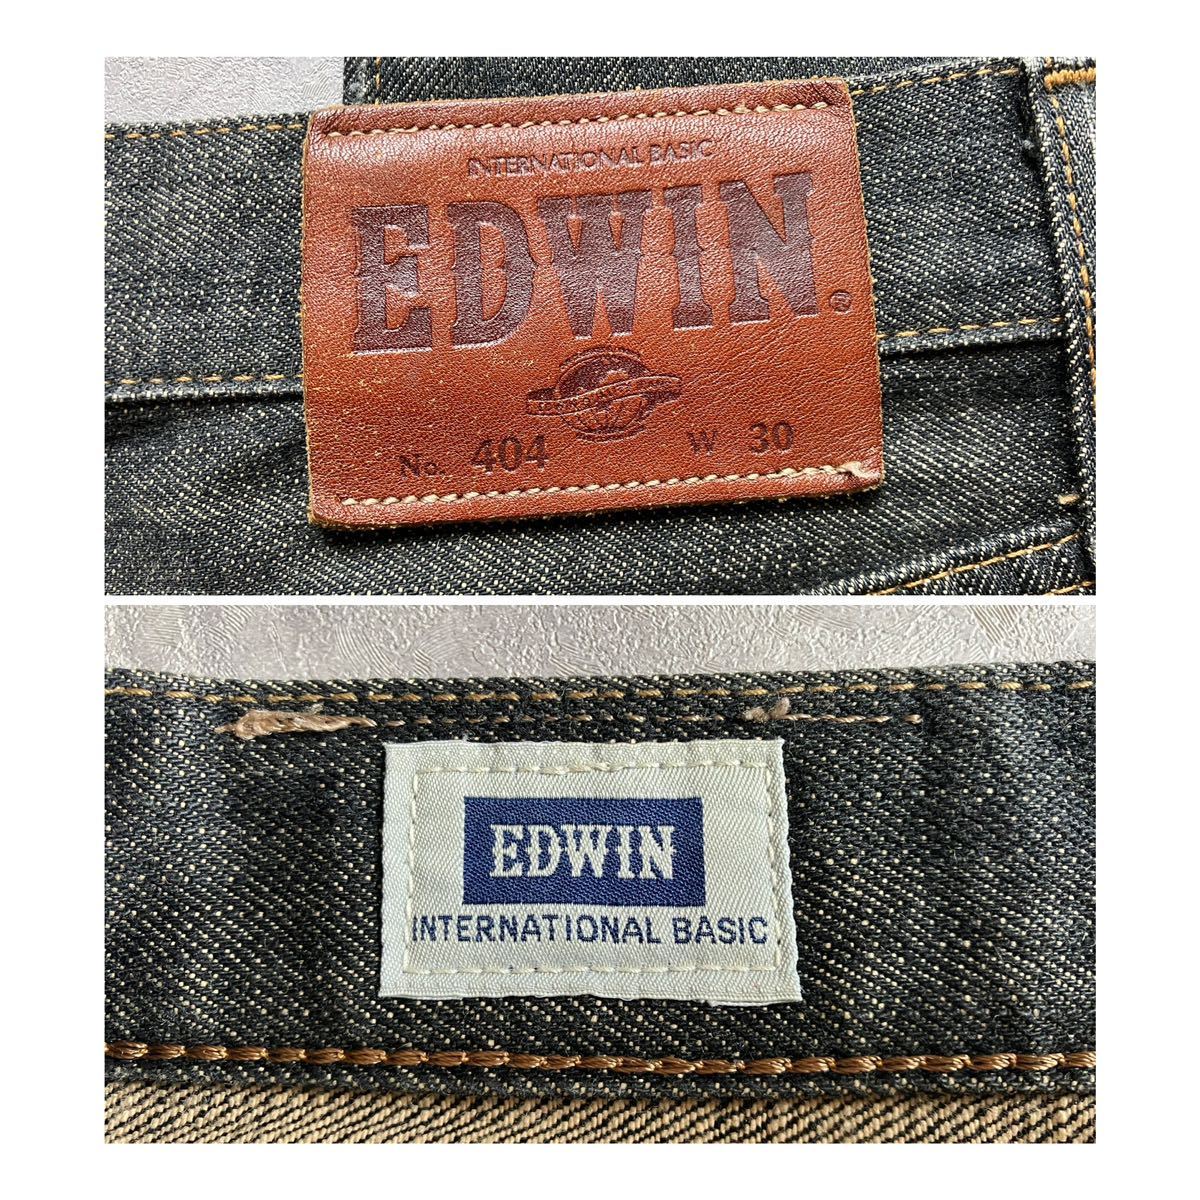 INTERNATIONAL BASIC
EDWIN®
No. 404 W 30
EDWIN
INTERNATIONAL BASIC